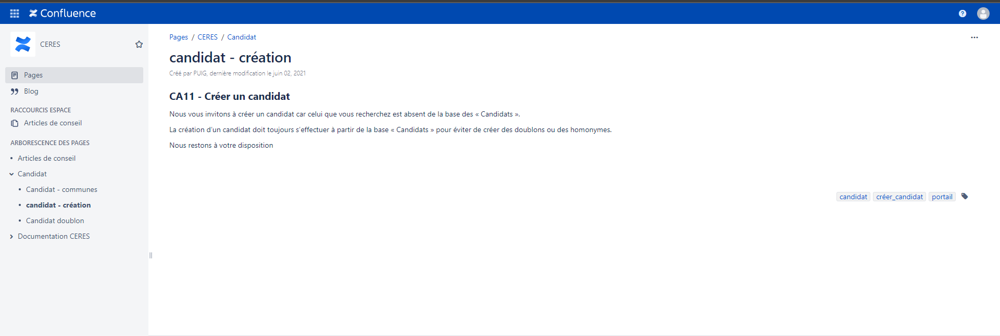 Confluence
CERES
Pages
Blog
RACCOURCIS ESPACE
Articles de conseil
ARBORESCENCE DES PAGES
Articles de conseil
Candidat
Candidat - communes
candidat - création
Candidat doublon
Documentation CERES
Pages / CERES / Candidat
candidat - création
Créé par PUIG, dernière modification le juin 02, 2021
CA11 - Créer un candidat
Nous vous invitons à créer un candidat car celui que vous recherchez est absent de la base des « Candidats ».
La création d’un candidat doit toujours s’effectuer à partir de la base « Candidats » pour éviter de créer des doublons ou des homonymes.
Nous restons à votre disposition
candidat créer_candidat portail